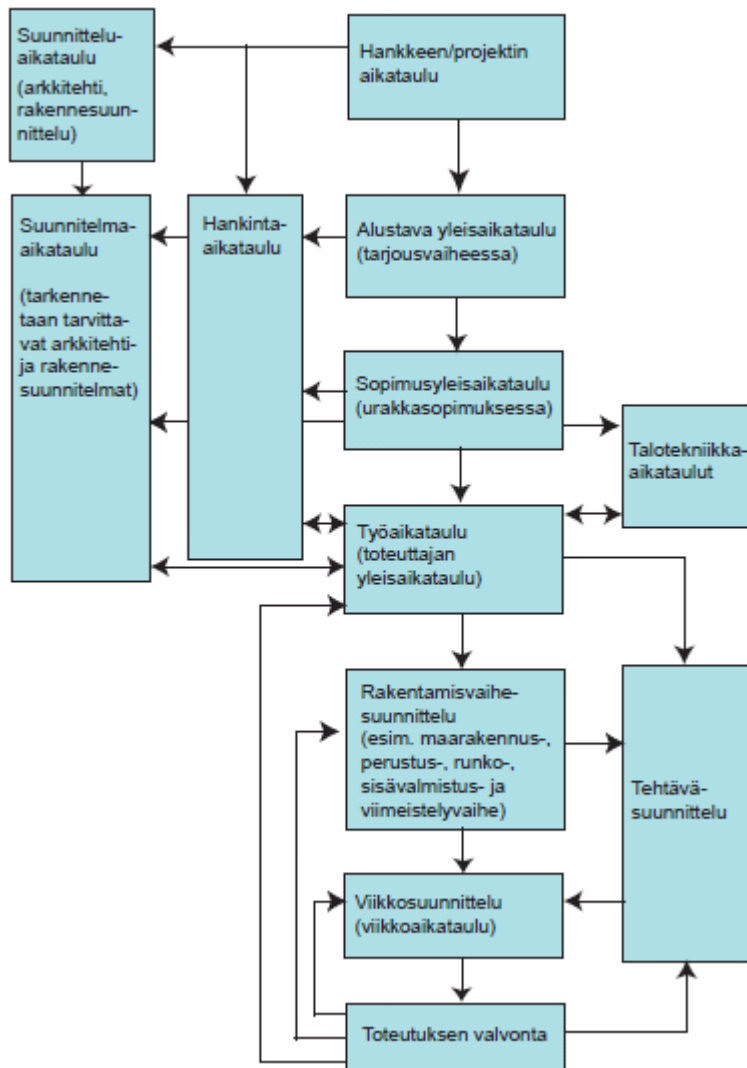 Suunnittelu-
aikataulu
(arkkitehti,
rakennesuun-
nittelu)
Hankkeen/projektin
aikataulu
Suunnitelma-
aikataulu
(tarkenne-
taan tarvitta-
vat arkkitehti-
ja rakenne-
suunnitelmat)
Hankinta-
aikataulu
Alustava yleisaikataulu
(tarjousvaiheessa)
Sopimusyleisaikataulu
(urakkasopimuksessa)
Talotekniikka-
aikataulut
Työaikataulu
(toteuttajan
yleisaikataulu)
Rakentamisvaihe-
suunnittelu
(esim. maarakennus-,
perustus-, runko-,
sisävalmistus- ja
viimeistelyvaihe)
Tehtävä-
suunnittelu
Viikkosuunnittelu
(viikkoaikataulu)
Toteutuksen valvonta